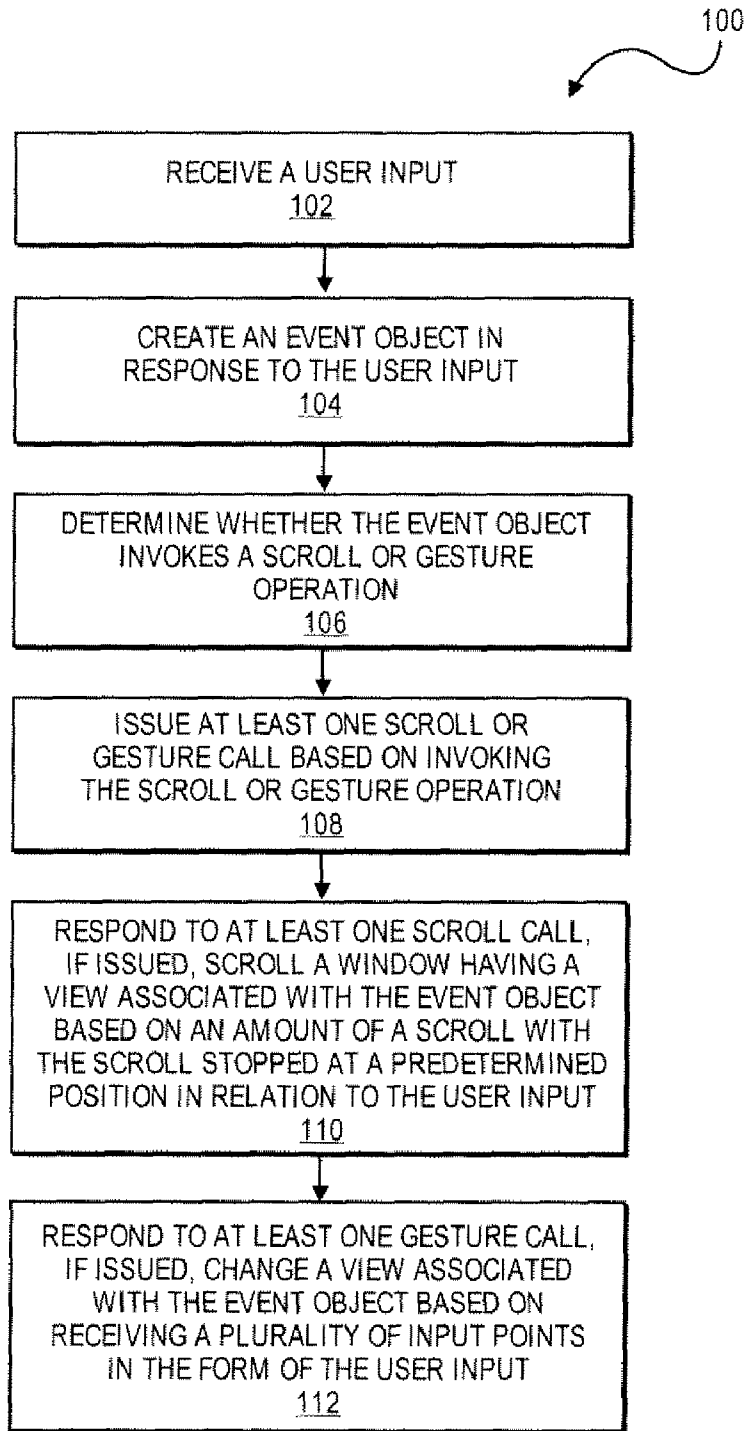 100
RECEIVE A USER INPUT
102
CREATE AN EVENT OBJECT IN
RESPONSE TO THE USER INPUT
104
DETERMINE WHETHER THE EVENT OBJECT
INVOKES A SCROLL OR GESTURE
OPERATION
106
ISSUE AT LEAST ONE SCROLL OR
GESTURE CALL BASED ON INVOKING
THE SCROLL OR GESTURE OPERATION
108
RESPOND TO AT LEAST ONE SCROLL CALL,
IF ISSUED, SCROLL A WINDOW HAVING A
VIEW ASSOCIATED WITH THE EVENT OBJECT
BASED ON AN AMOUNT OF A SCROLL WITH
THE SCROLL STOPPED AT A PREDETERMINED
POSITION IN RELATION TO THE USER INPUT
110
RESPOND TO AT LEAST ONE GESTURE CALL,
IF ISSUED, CHANGE A VIEW ASSOCIATED
WITH THE EVENT OBJECT BASED ON
RECEIVING A PLURALITY OF INPUT POINTS
IN THE FORM OF THE USER INPUT
112